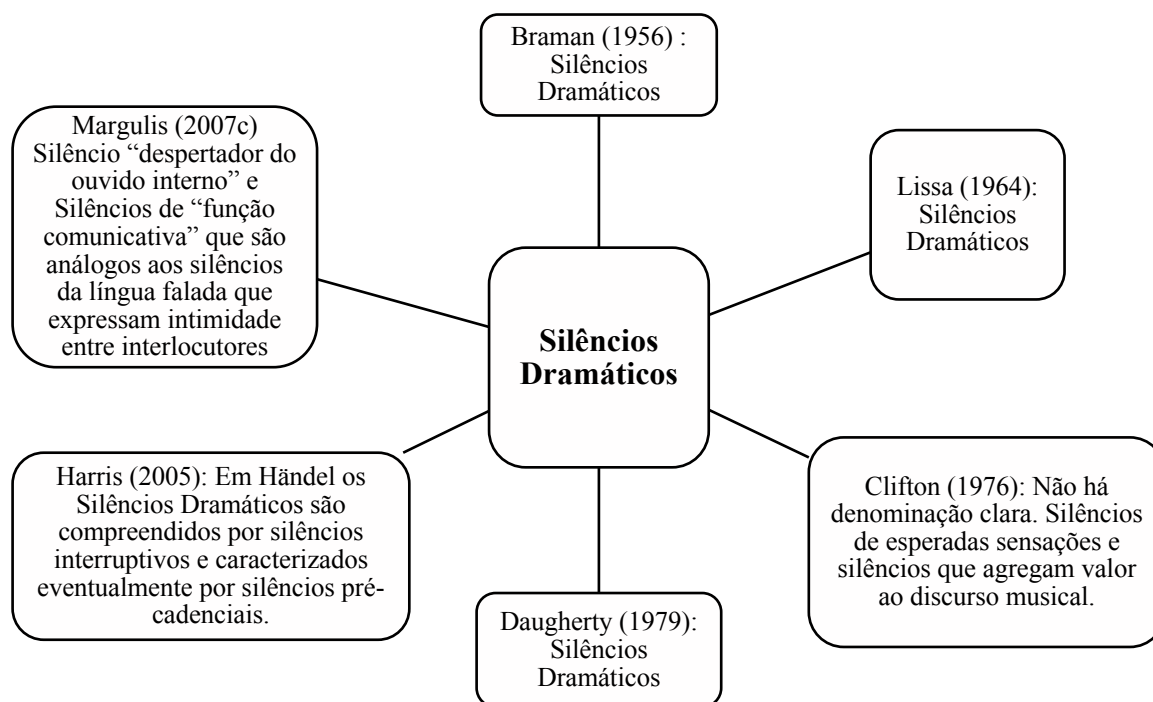 Braman (1956) :
Silêncios
Dramáticos
Margulis (2007c)
Silêncio “despertador do
ouvido interno” e
Silêncios de “função
comunicativa” que são
análogos aos silêncios
da língua falada que
expressam intimidade
entre interlocutores
Lissa (1964):
Silêncios
Dramáticos
Silêncios
Dramáticos
Harris (2005): Em Händel os
Silêncios Dramáticos são
compreendidos por silêncios
interruptivos e caracterizados
eventualmente por silêncios pré-
cadenciais.
Clifton (1976): Não há
denominação clara. Silêncios
de esperadas sensações e
silêncios que agregam valor
ao discurso musical.
Daugherty (1979):
Silêncios
Dramáticos